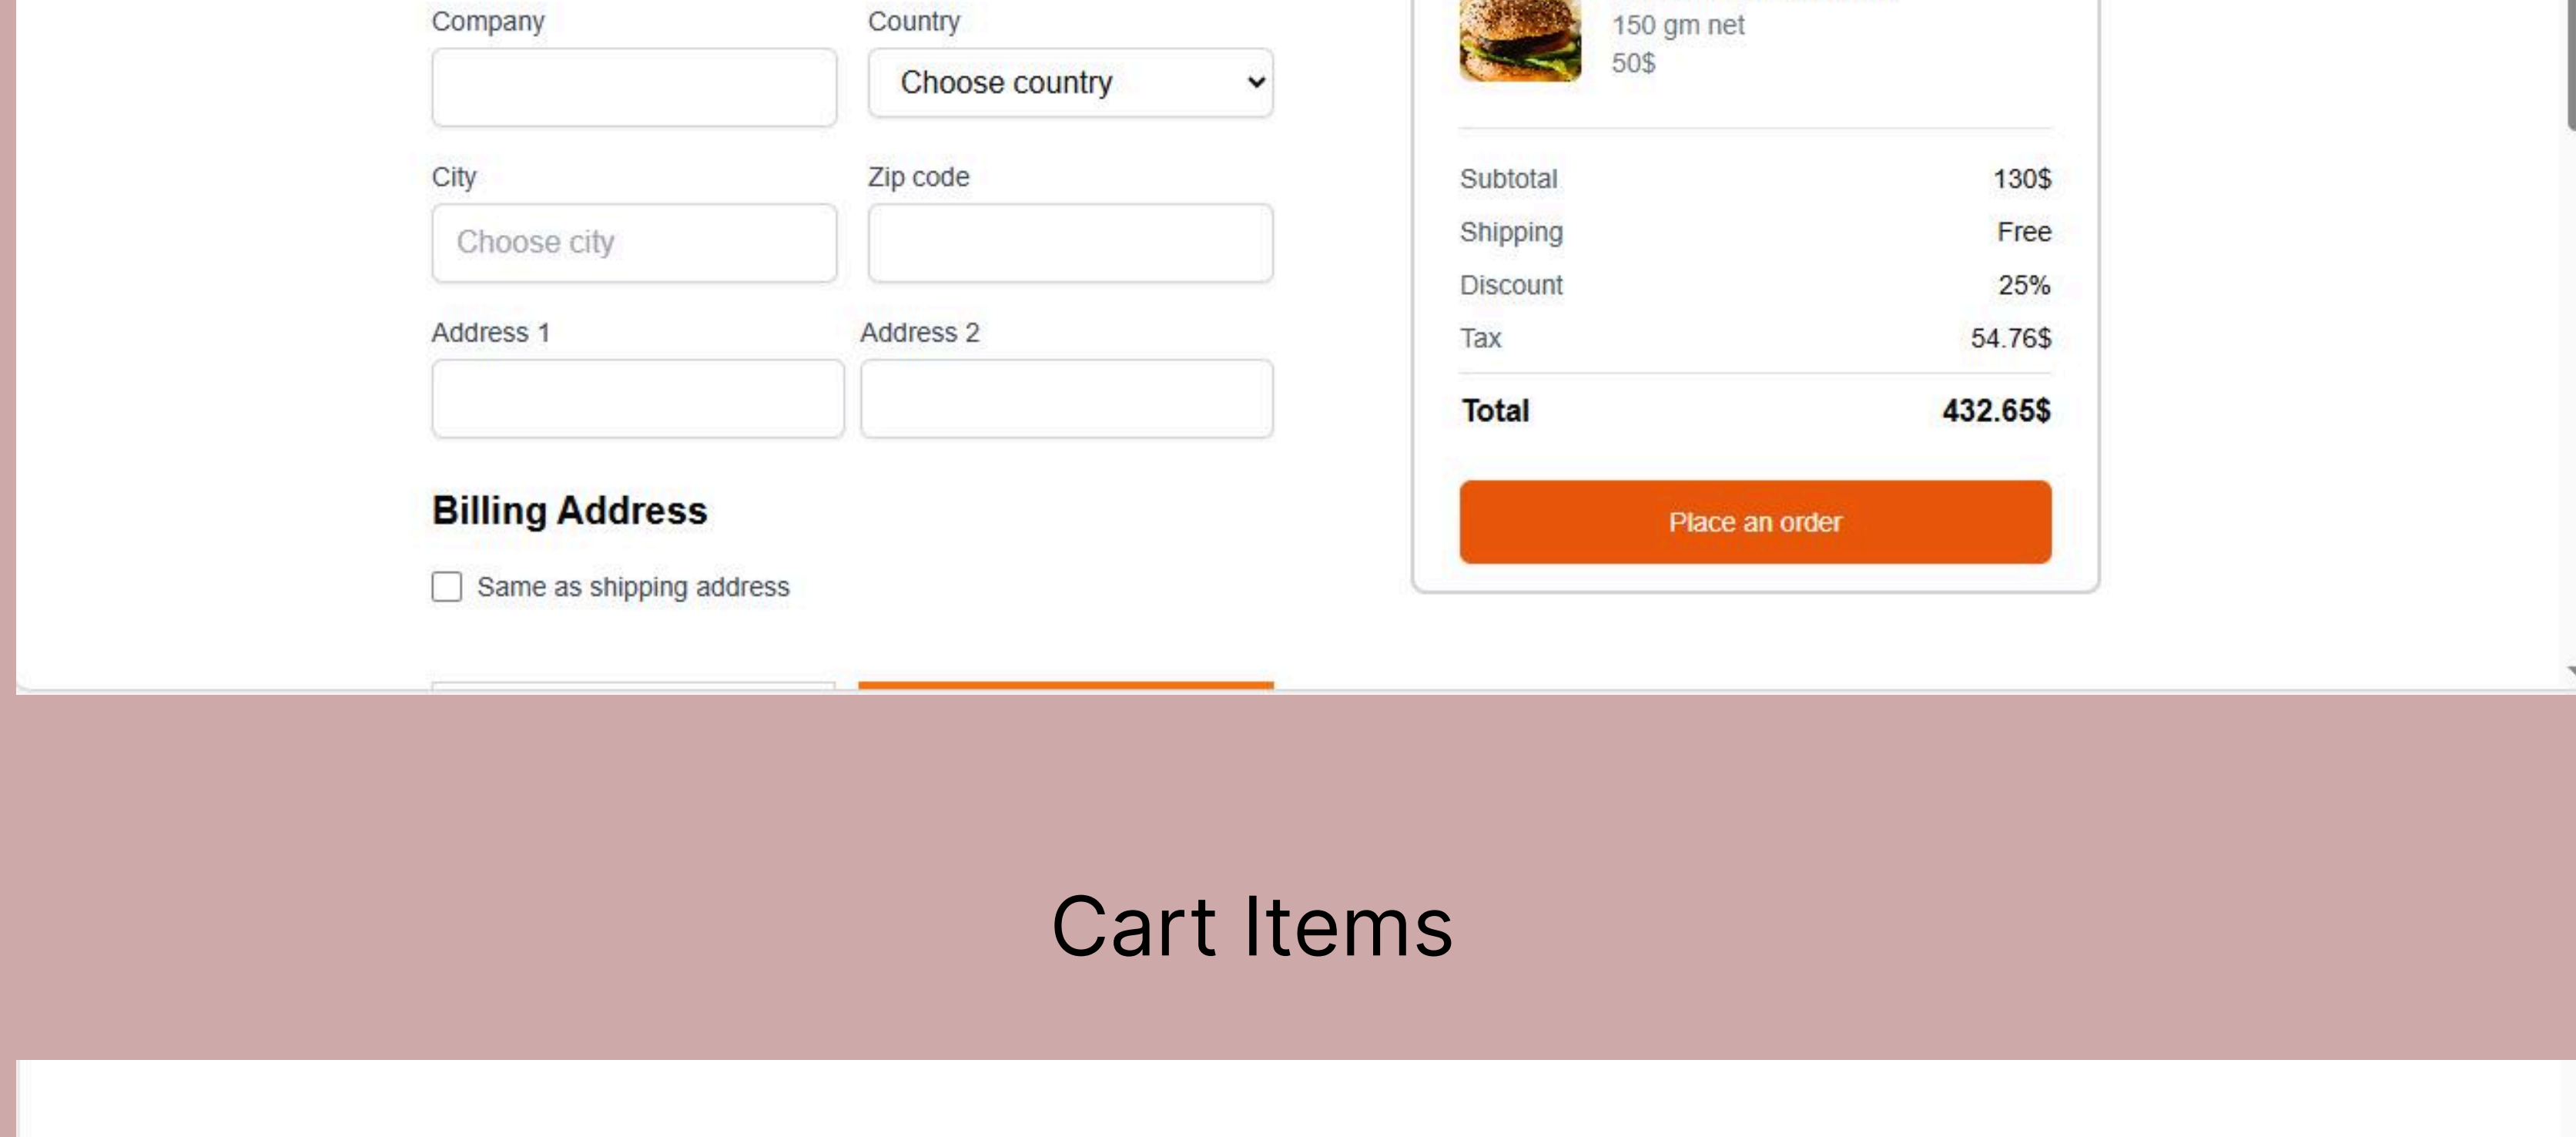 Company
Country
Choose country
City
Zip code
Choose city
Address 1
Address 2
Billing Address
Same as shipping address
150 gm net
50$
Subtotal 130$
Shipping Free
Discount 25%
Tax 54.76$
Total 432.65$
Place an order
Cart Items